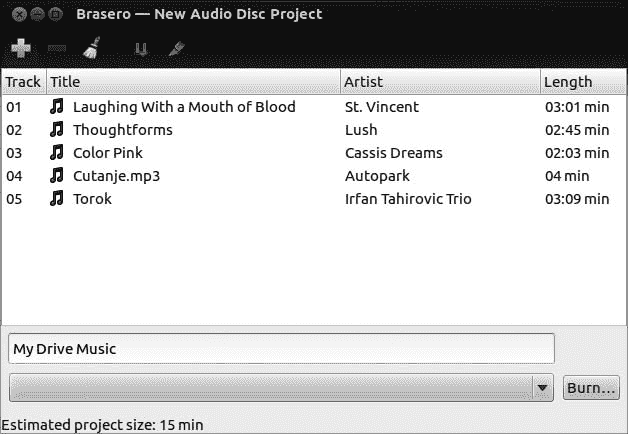 Brasero — New Audio Disc Project
Track Title Artist Length
01 Laughing With a Mouth of Blood St. Vincent 03:01 min
02 Thoughtforms Lush 02:45 min
03 Color Pink Cassis Dreams 02:03 min
04 Cutanje.mp3 Autopark 04 min
05 Torok Irfan Tahirovic Trio 03:09 min
My Drive Music
Burn...
Estimated project size: 15 min